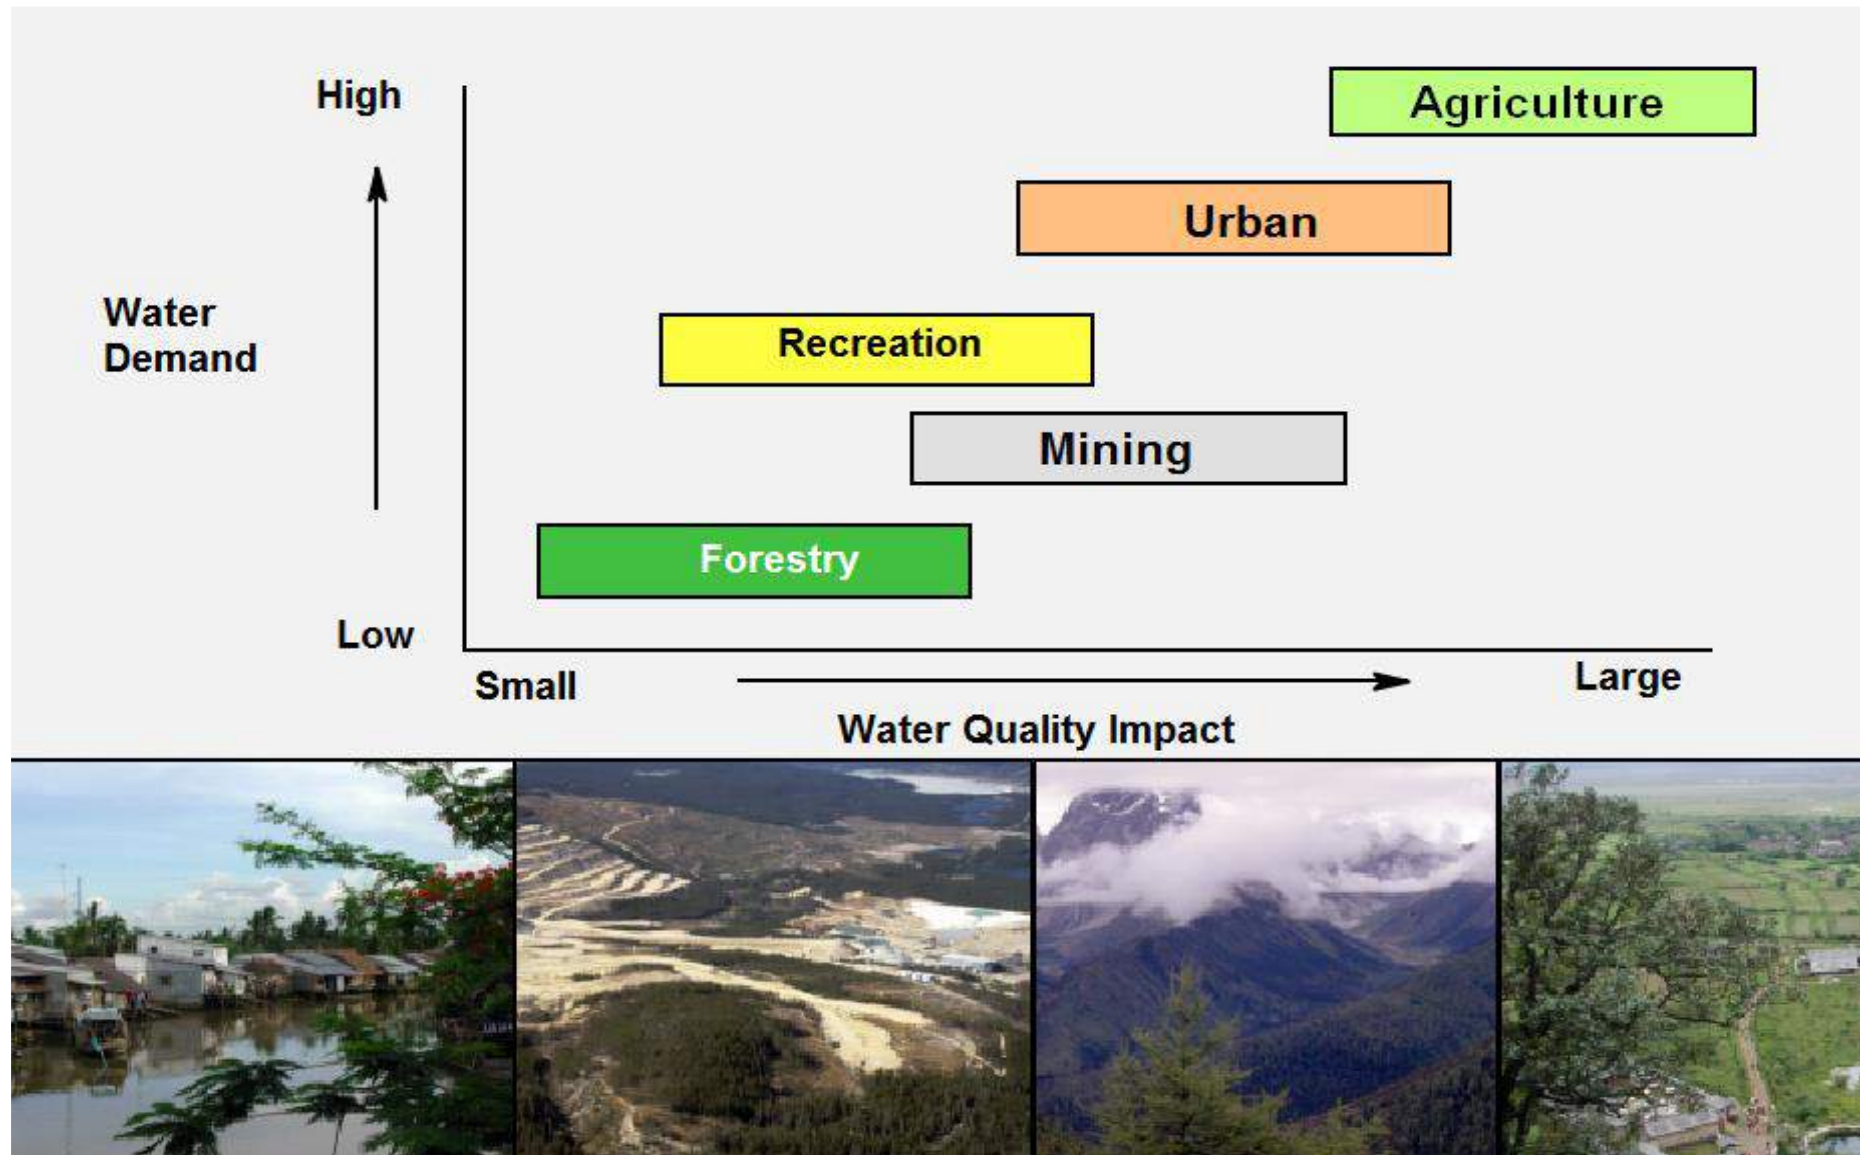 High
Agriculture
Urban
Water
Demand
Recreation
Mining
Forestry
Low
Small
Large
Water Quality Impact